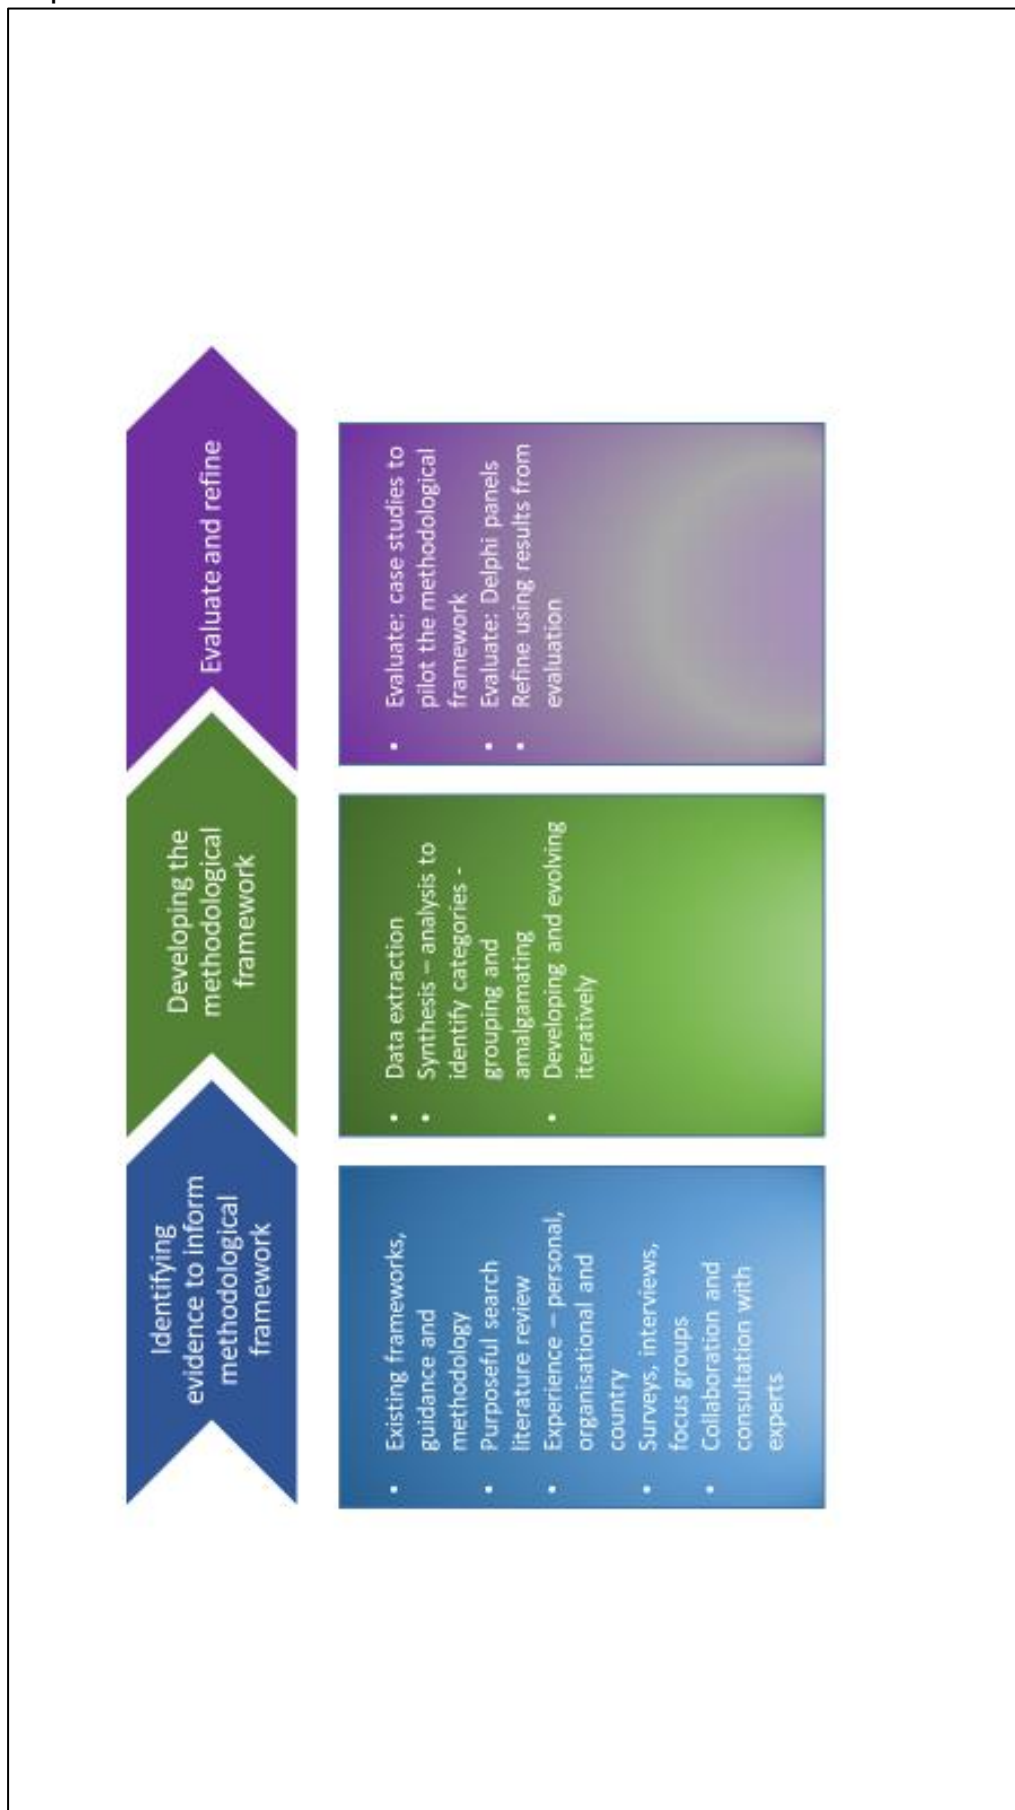 Identifying
evidence to inform
methodological
framework
• Existing frameworks,
guidance and
methodology
• Purposeful search
literature review
• Experience – personal,
organisational and
country
• Surveys, interviews,
focus groups
• Collaboration and
consultation with
experts
Developing the
methodological
framework
• Data extraction
• Synthesis – analysis to
identify categories -
grouping and
amalgamating
• Developing and evolving
iteratively
Evaluate and refine
• Evaluate: case studies to
pilot the methodological
framework
• Evaluate: Delphi panels
• Refine using results from
evaluation